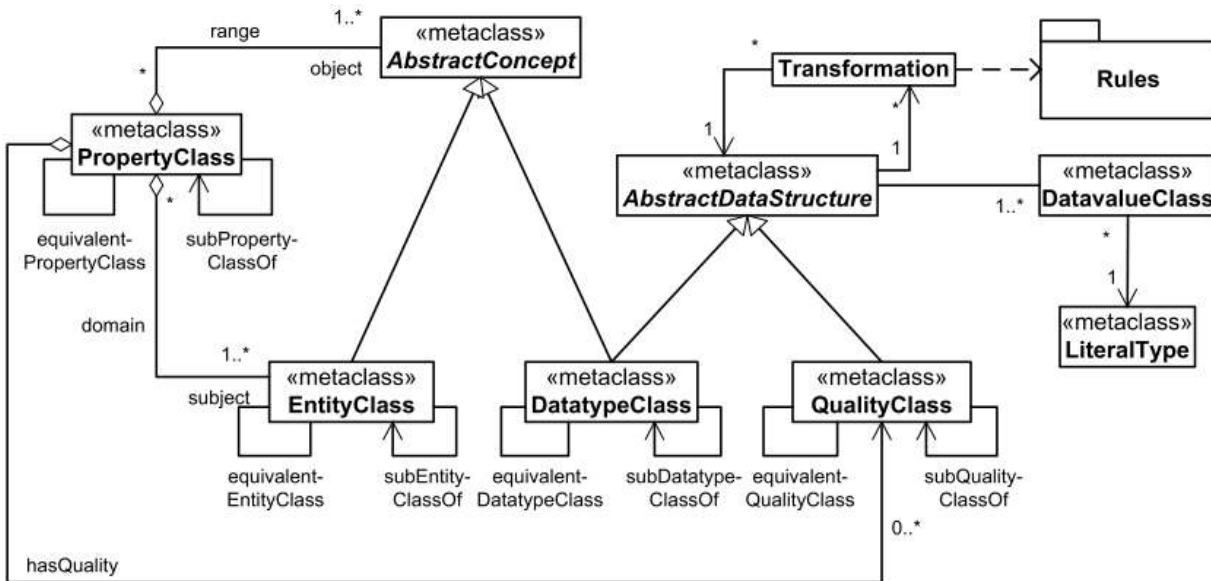 range
1..*
«metaclass»
AbstractConcept
object
*
«metaclass»
PropertyClass
*
equivalent-
PropertyClass
subProperty-
ClassOf
domain
1..*
subject
*
Transformation
Rules
*
1
1
«metaclass»
AbstractDataStructure
1..*
«metaclass»
DatavalueClass
*
1
«metaclass»
LiteralType
«metaclass»
EntityClass
«metaclass»
DatatypeClass
«metaclass»
QualityClass
equivalent-
EntityClass
subEntity-
ClassOf
equivalent-
DatatypeClass
subDatatype-
ClassOf
equivalent-
QualityClass
subQuality-
ClassOf
0..*
hasQuality